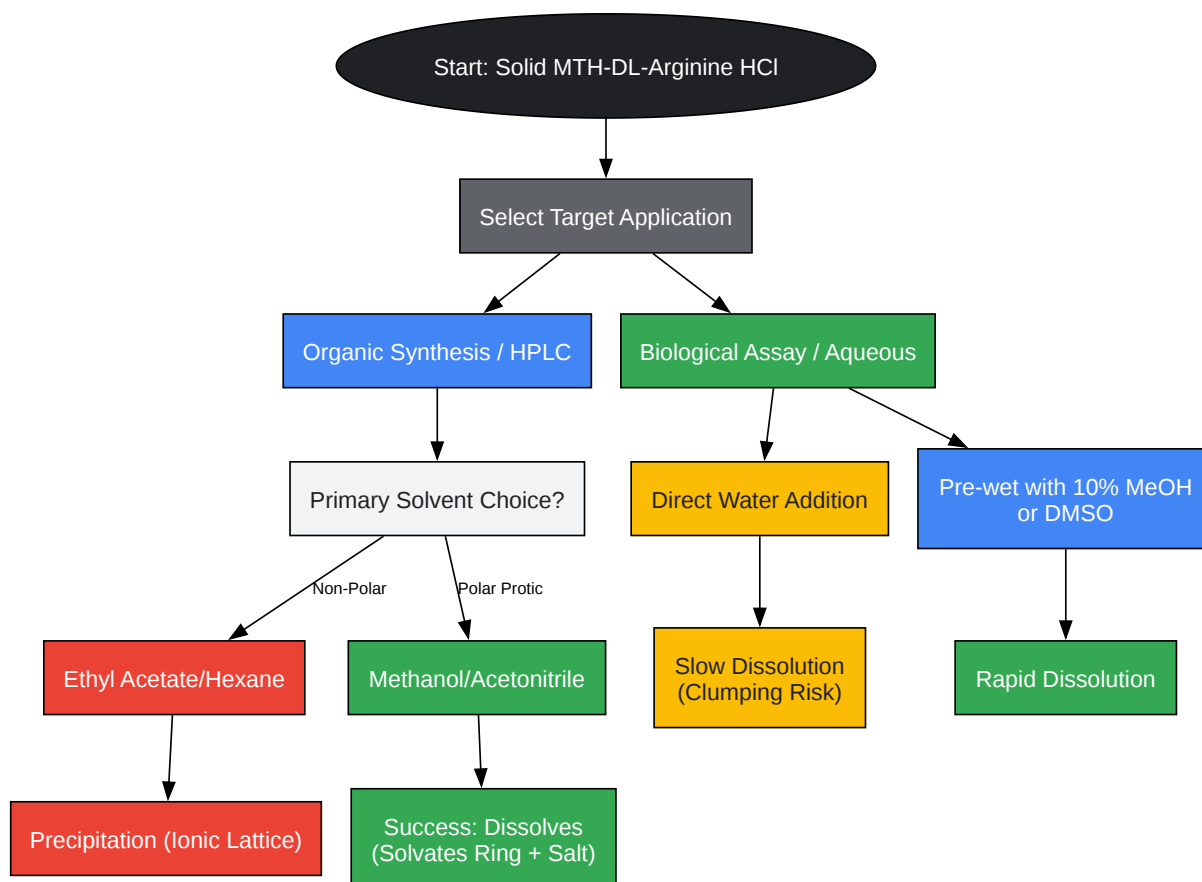 Start: Solid MTH-DL-Arginine HCl
Select Target Application
Organic Synthesis / HPLC
Biological Assay / Aqueous
Primary Solvent Choice?
Direct Water Addition
Pre-wet with 10% MeOH
or DMSO
Non-Polar
Polar Protic
Ethyl Acetate/Hexane
Methanol/Acetonitrile
Slow Dissolution
(Clumping Risk)
Rapid Dissolution
Precipitation (Ionic Lattice)
Success: Dissolves
(Solvates Ring + Salt)